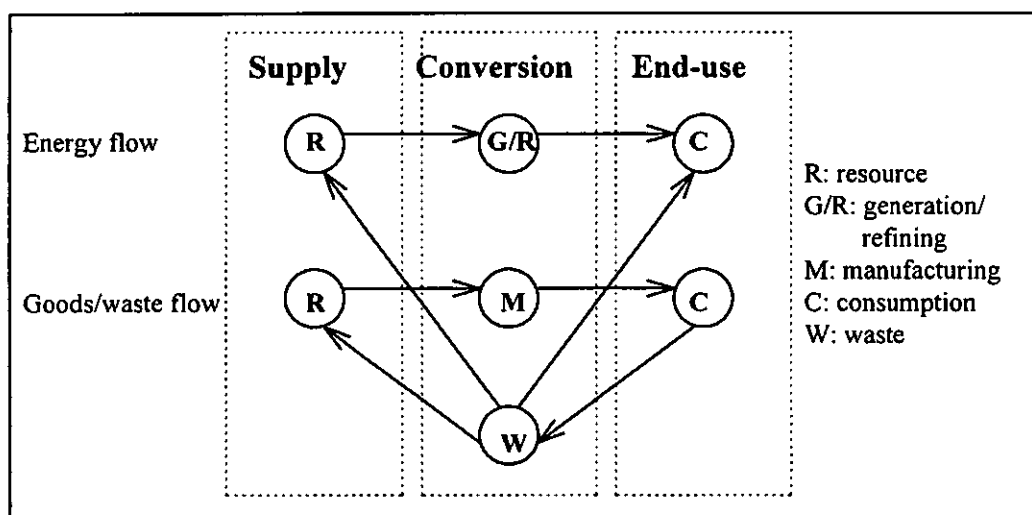 Supply Conversion End-use
Energy flow R G/R C
R: resource
G/R: generation/
refining
M: manufacturing
C: consumption
W: waste
Goods/waste flow R M C
W